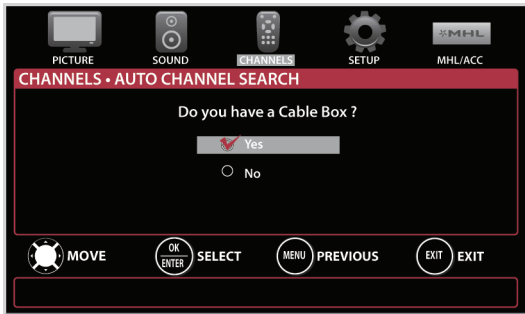 PICTURE SOUND CHANNELS SETUP MHL MHL/ACC
CHANNELS • AUTO CHANNEL SEARCH
Do you have a Cable Box ?
Yes
No
MOVE OK ENTER SELECT MENU PREVIOUS EXIT EXIT